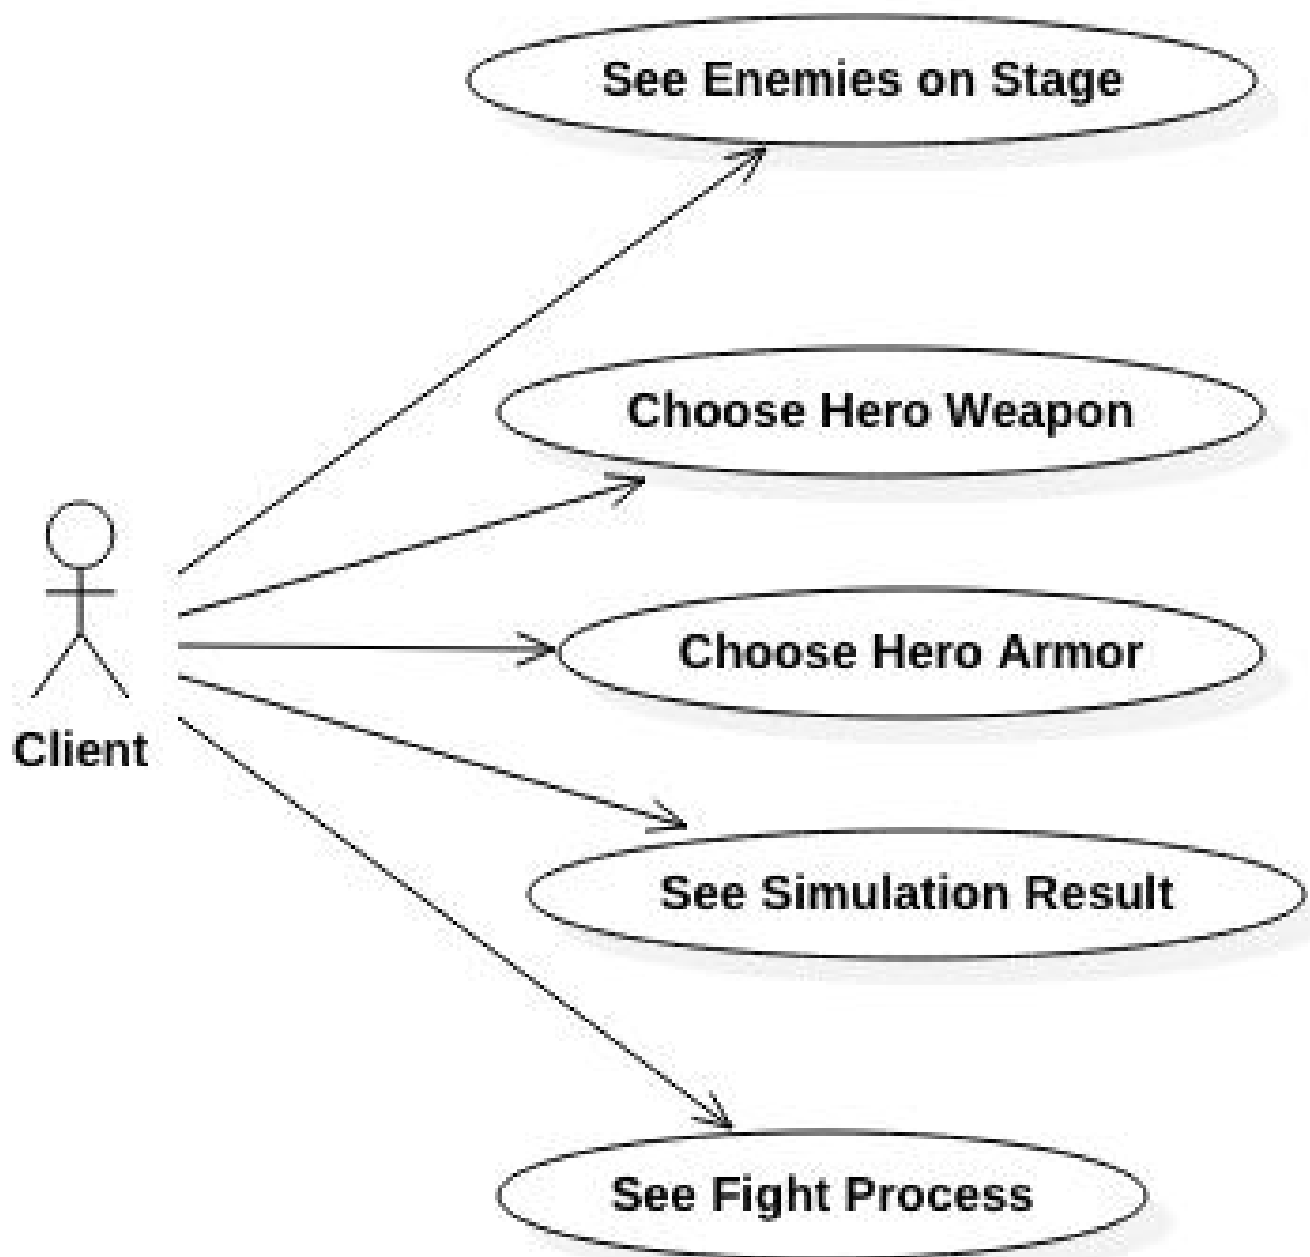 See Enemies on Stage
Choose Hero Weapon
Choose Hero Armor
Client
See Simulation Result
See Fight Process